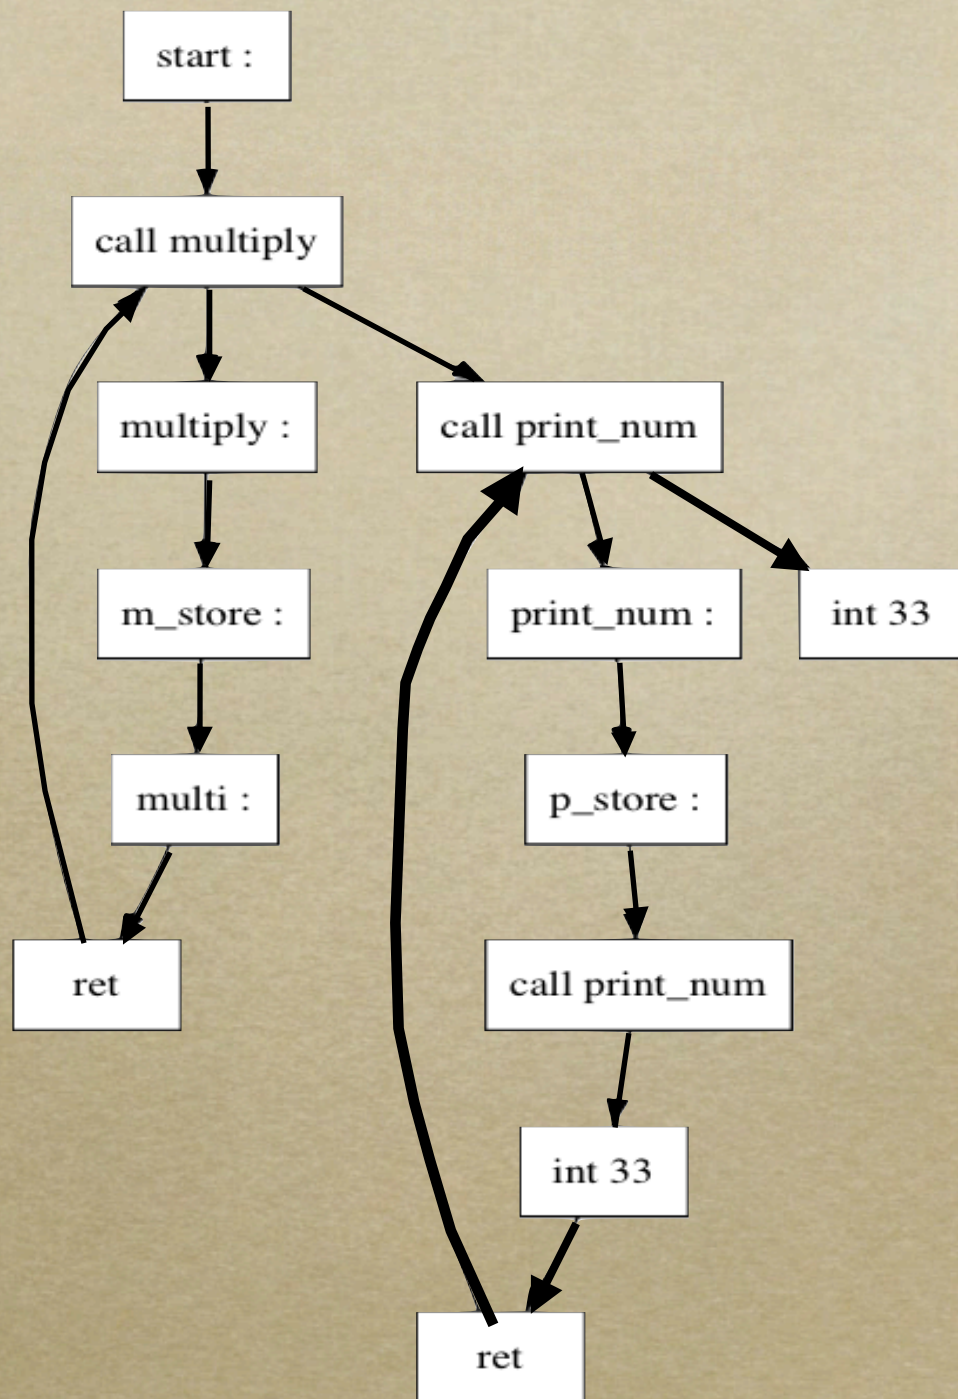 start :
call multiply
multiply :
call print_num
m_store :
print_num :
int 33
multi :
p_store :
ret
call print_num
int 33
ret